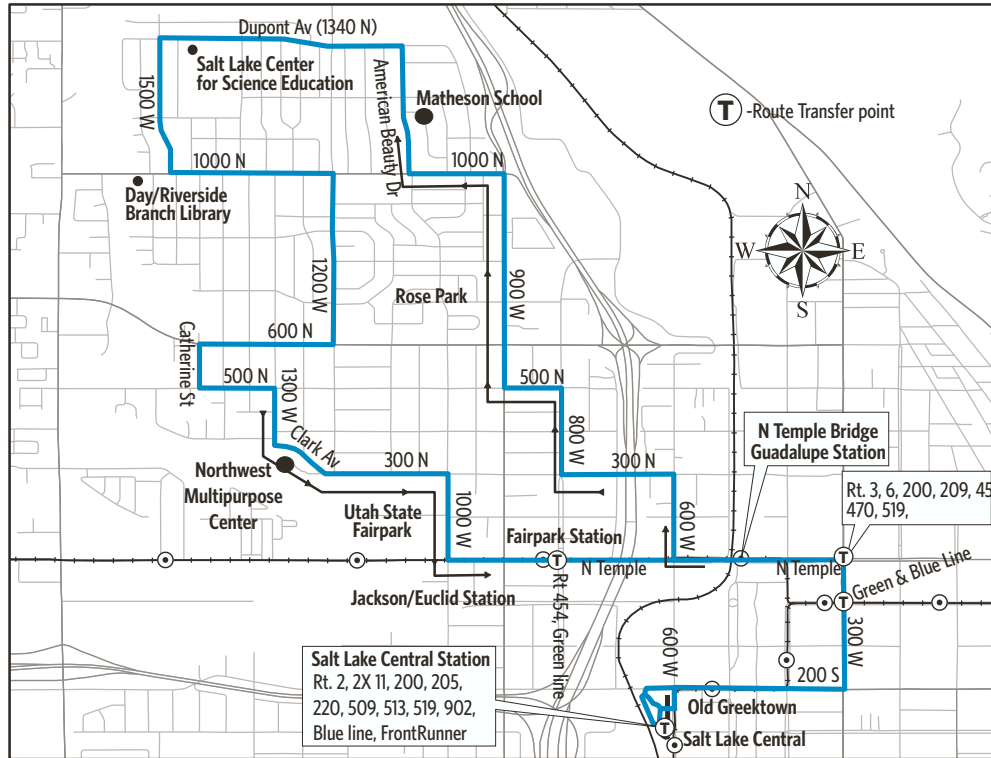 Dupont Av (1340 N)
Salt Lake Center
for Science Education
1500 W
American Beauty Dr
Matheson School
T -Route Transfer point
1000 N
1000 N
Day/Riverside
Branch Library
N
W
E
S
1200 W
Rose Park
900 W
600 N
Catherine St
500 N
1300 W
500 N
Clark Av
800 W
N Temple Bridge
Guadalupe Station
300 N
300 N
Northwest
Multipurpose
Center
Rt. 3, 6, 200, 209, 45
470, 519,
Utah State
Fairpark
1000 W
600 W
Fairpark Station
T
N Temple
N Temple
T
Jackson/Euclid Station
Rt 454, Green line
T
Green & Blue Line
300 W
600 W
Salt Lake Central Station
Rt. 2, 2X 11, 200, 205,
220, 509, 513, 519, 902,
Blue line, FrontRunner
200 S
Old Greektown
T
Salt Lake Central